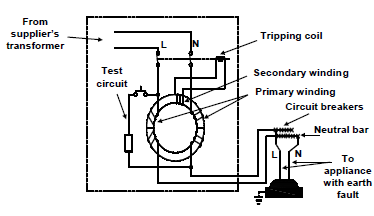 From
supplier's
transformer
L
N
Tripping coil
Test
circuit
Secondary winding
Primary winding
Circuit breakers
Neutral bar
L
N
To
appliance
with earth
fault